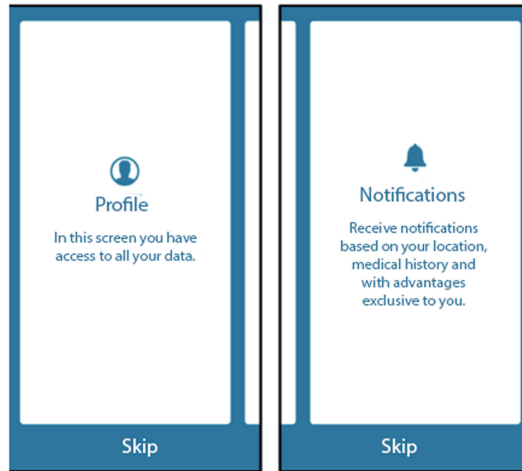 Profile
In this screen you have
access to all your data.
Skip
Notifications
Receive notifications
based on your location,
medical history and
with advantages
exclusive to you.
Skip